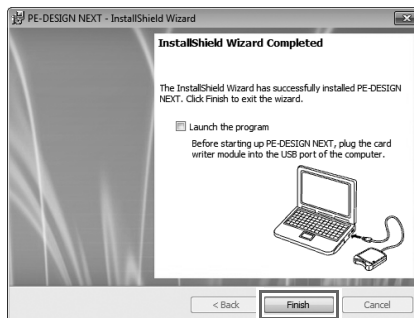 PE-DESIGN NEXT - InstallShield Wizard
InstallShield Wizard Completed
The InstallShield Wizard has successfully installed PE-DESIGN
NEXT. Click Finish to exit the wizard.
Launch the program
Before starting up PE-DESIGN NEXT, plug the card
writer module into the USB port of the computer.
< Back
Finish
Cancel